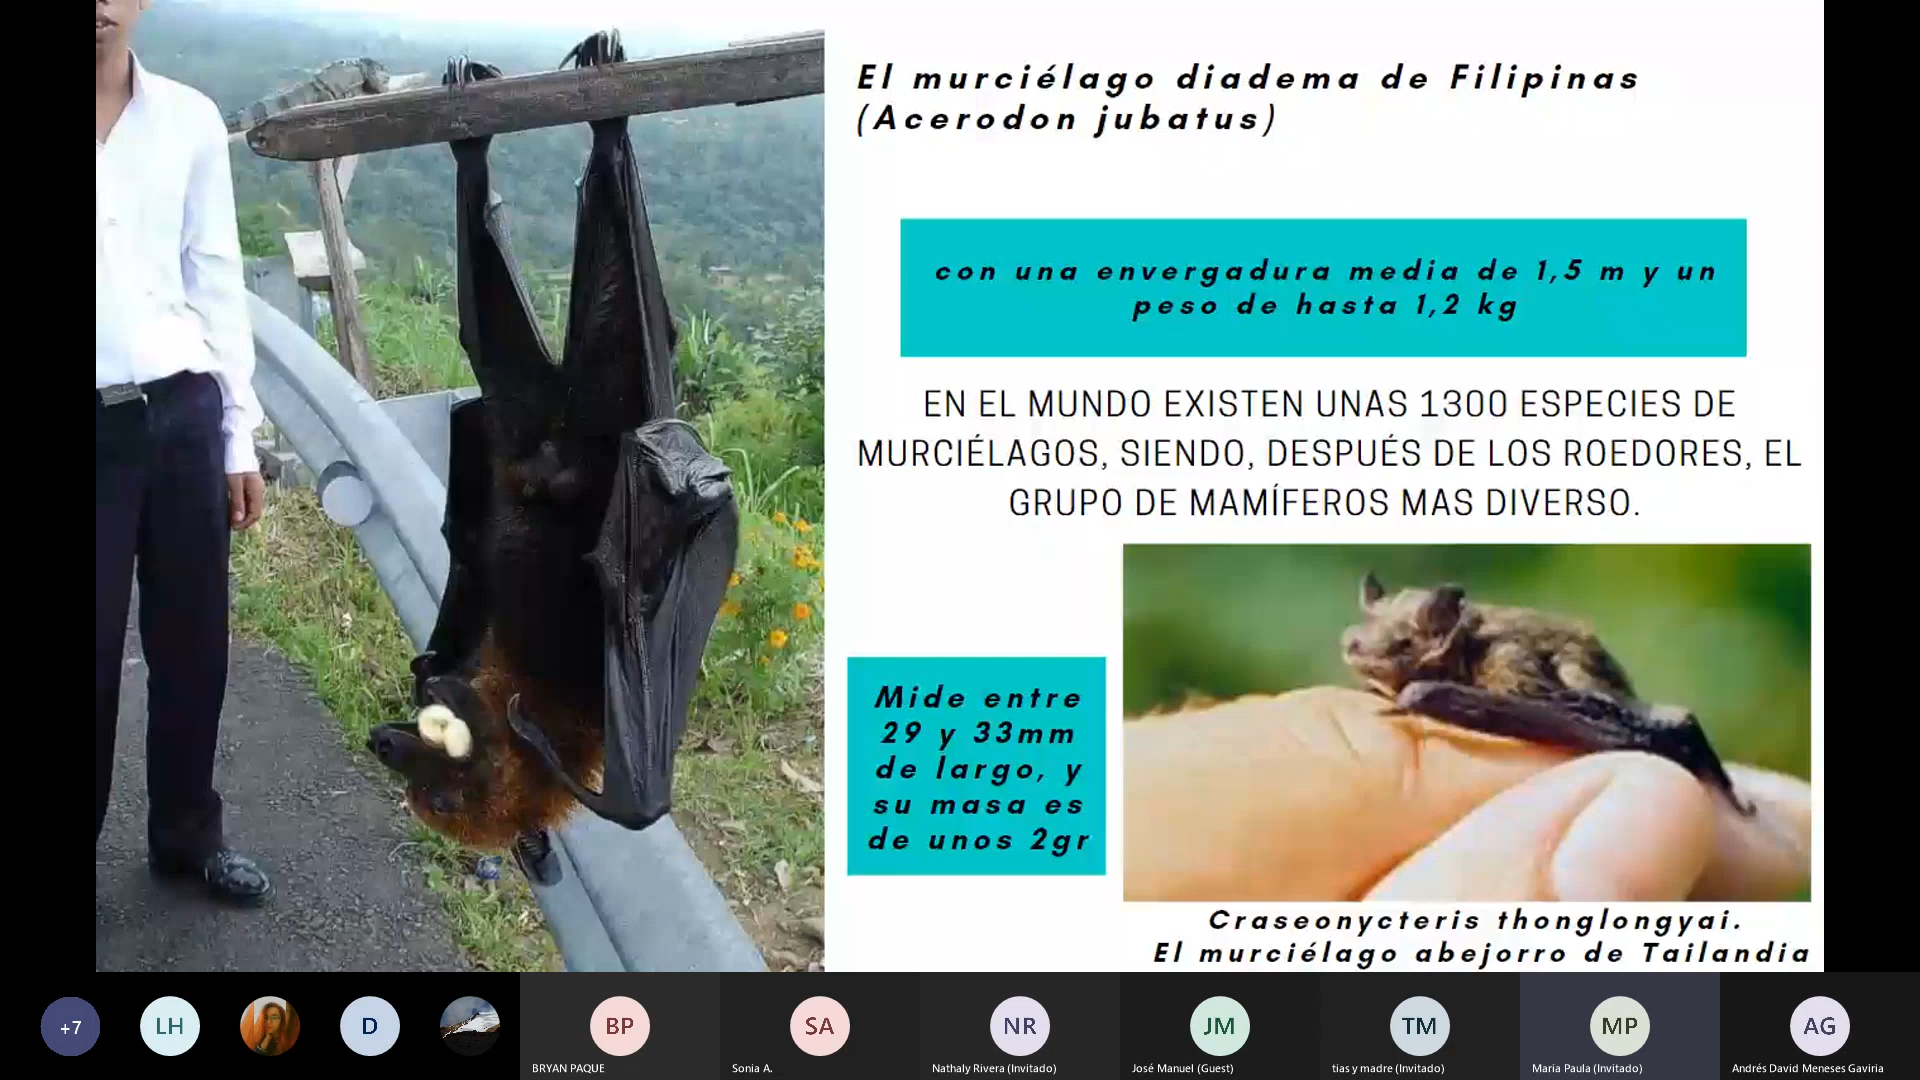 El murciélago diadema de Filipinas
(Acerodon jubatus)
con una envergadura media de 1,5 m y un
peso de hasta 1,2 kg
EN EL MUNDO EXISTEN UNAS 1300 ESPECIES DE
MURCIÉLAGOS, SIENDO, DESPUÉS DE LOS ROEDORES, EL
GRUPO DE MAMÍFEROS MAS DIVERSO.
Mide entre
29 y 33mm
de largo, y
su masa es
de unos 2gr
Craseonycteris thonglongyai.
El murciélago abejorro de Tailandia
+7
LH
D
BP
SA
NR
JM
TM
MP
AG
BRYAN PAQUE
Sonia A.
Nathaly Rivera (Invitado)
José Manuel (Guest)
tias y madre (Invitado)
Maria Paula (Invitado)
Andrés David Meneses Gaviria